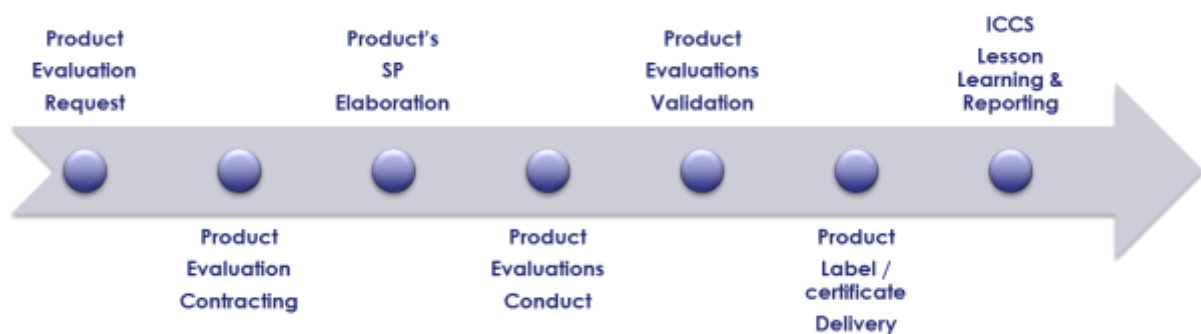 Product
Evaluation
Request
Product
Evaluation
Contracting
Product's
SP
Elaboration
Product
Evaluations
Conduct
Product
Evaluations
Validation
Product
Label /
certificate
Delivery
ICCS
Lesson
Learning &
Reporting